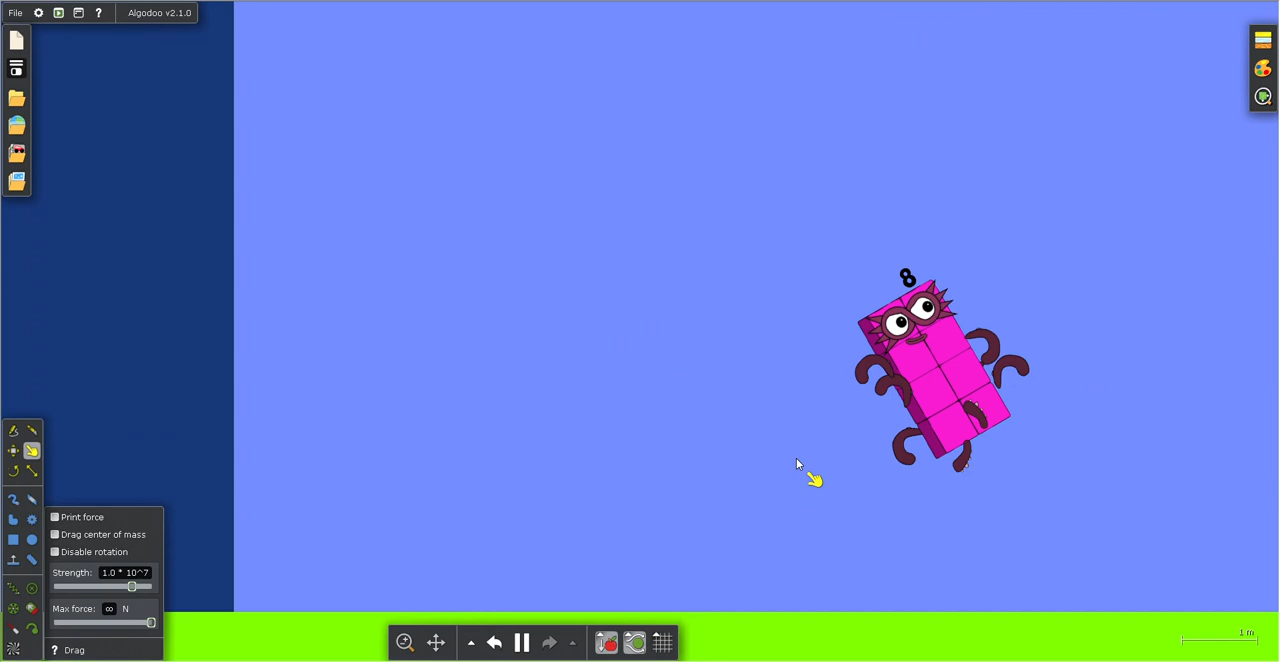 File ? Algodoo v2.1.0
8
Print force
Drag center of mass
Disable rotation
Strength: 1.0 * 10^7
Max force: ∞ N
? Drag
1 m